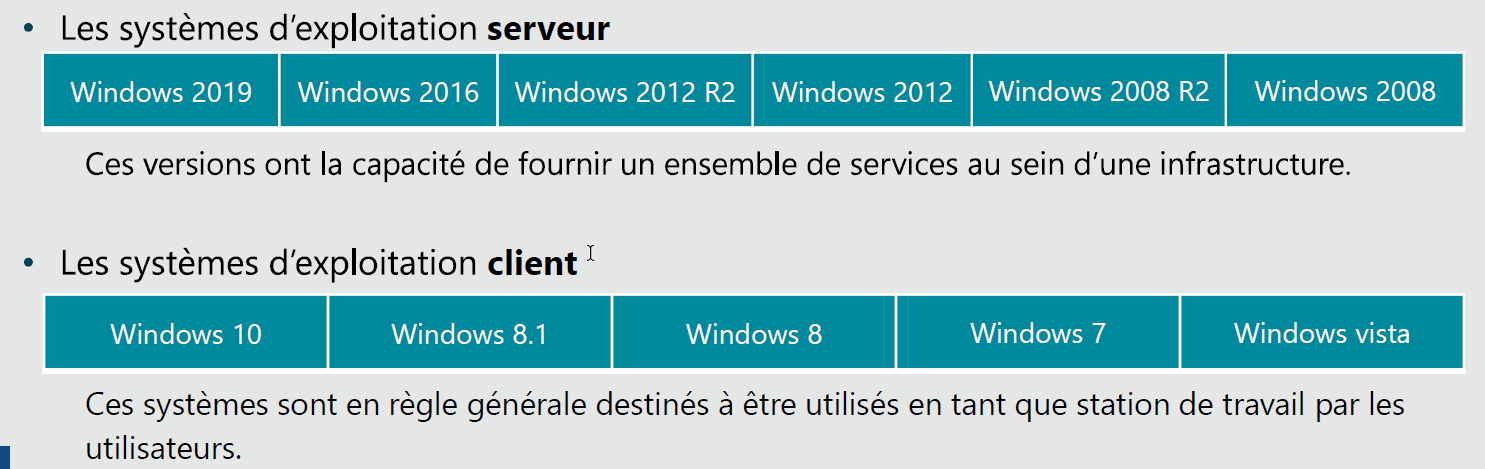 • Les systèmes d’exploitation serveur
Windows 2019 Windows 2016 Windows 2012 R2 Windows 2012 Windows 2008 R2 Windows 2008
Ces versions ont la capacité de fournir un ensemble de services au sein d’une infrastructure.
• Les systèmes d’exploitation client
Windows 10 Windows 8.1 Windows 8 Windows 7 Windows vista
Ces systèmes sont en règle générale destinés à être utilisés en tant que station de travail par les
utilisateurs.